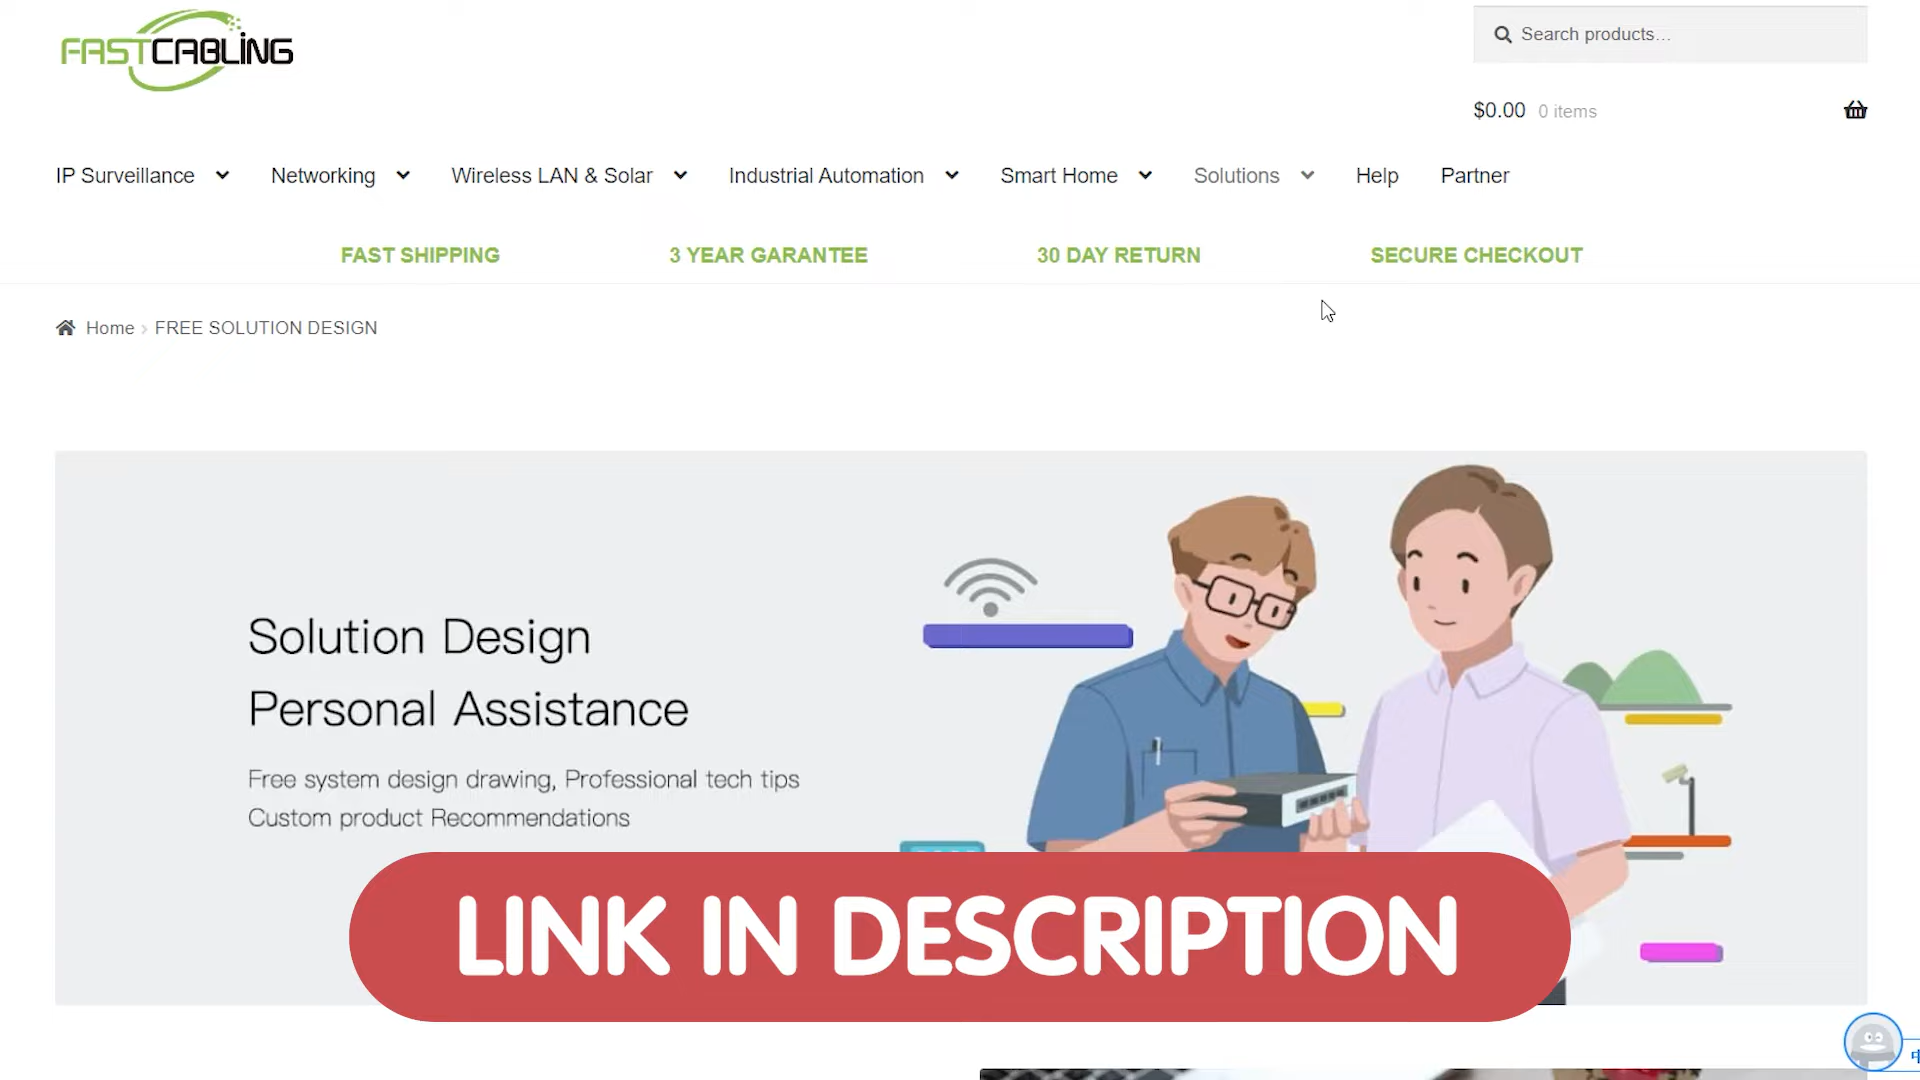 FASTCABLING
Search products...
$0.00 0 items
IP Surveillance Networking Wireless LAN & Solar Industrial Automation Smart Home Solutions Help Partner
FAST SHIPPING 3 YEAR GARANTEE 30 DAY RETURN SECURE CHECKOUT
Home › FREE SOLUTION DESIGN
Solution Design
Personal Assistance
Free system design drawing, Professional tech tips
Custom product Recommendations
LINK IN DESCRIPTION